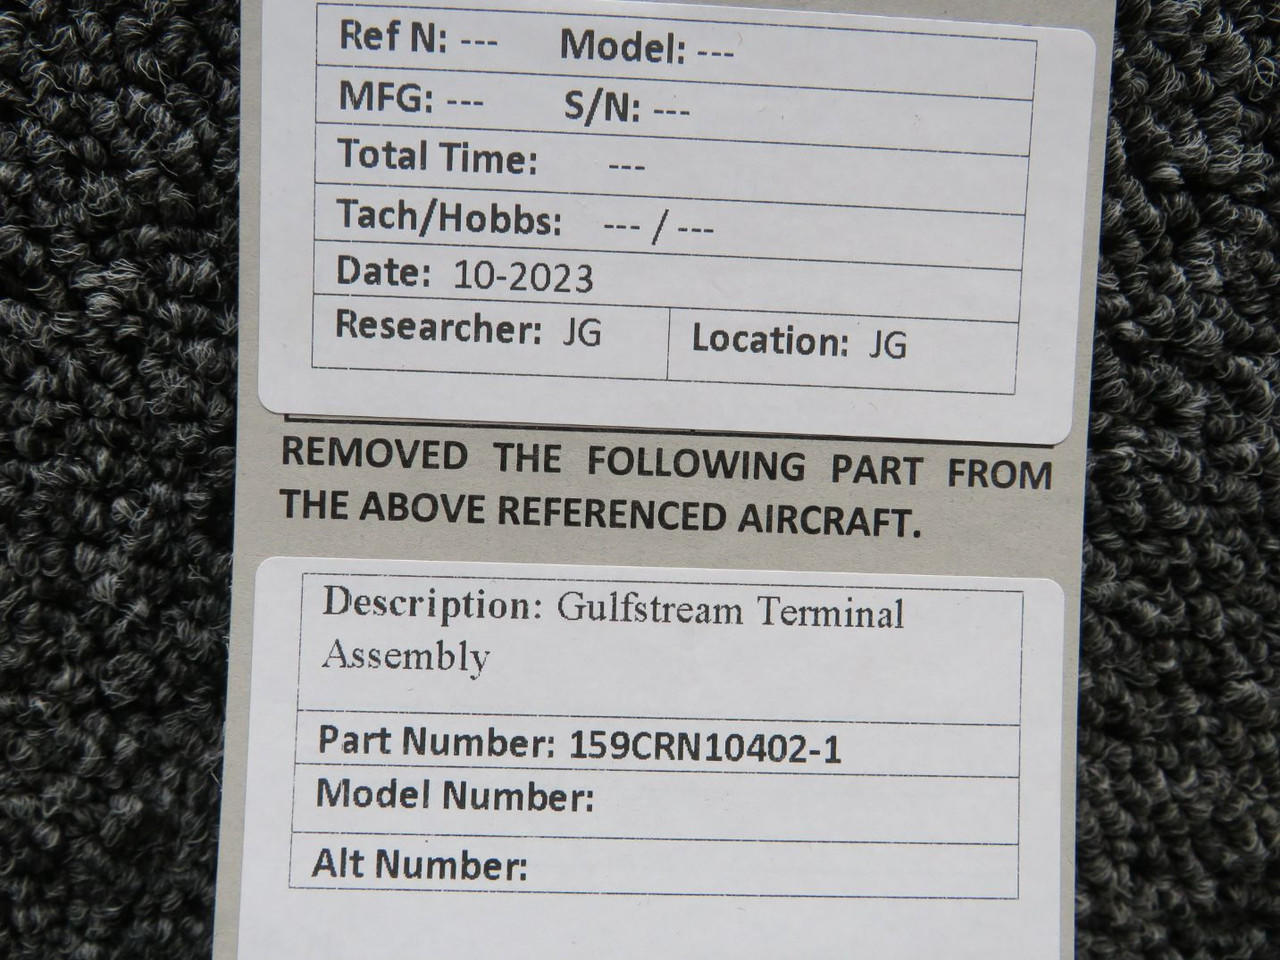 Ref N: --- Model: ---
MFG: --- S/N: ---
Total Time: ---
Tach/Hobbs: --- / ---
Date: 10-2023
Researcher: JG Location: JG
REMOVED THE FOLLOWING PART FROM
THE ABOVE REFERENCED AIRCRAFT.
Description: Gulfstream Terminal
Assembly
Part Number: 159CRN10402-1
Model Number:
Alt Number: